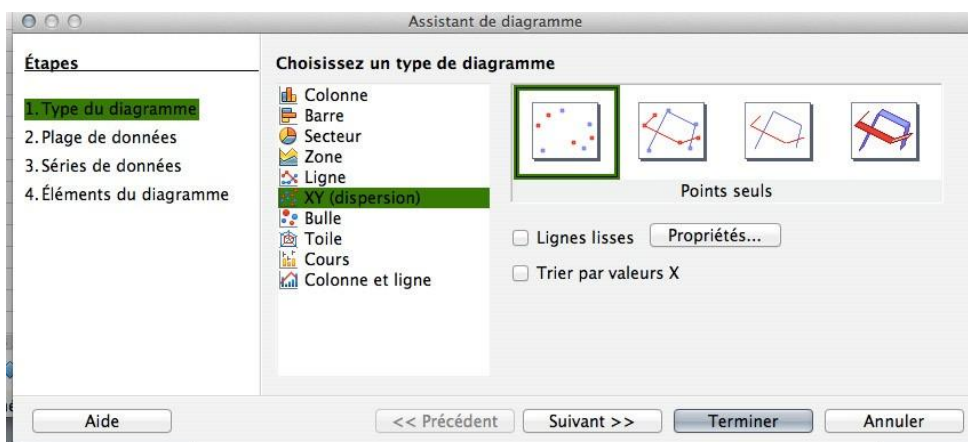 Assistant de diagramme
Étapes
1. Type du diagramme
2. Plage de données
3. Séries de données
4. Éléments du diagramme
Choisissez un type de diagramme
Colonne
Barre
Secteur
Zone
Ligne
XY (dispersion)
Bulle
Toile
Cours
Colonne et ligne
Points seuls
Lignes lisses
Propriétés...
Trier par valeurs X
Aide
<< Précédent
Suivant >>
Terminer
Annuler